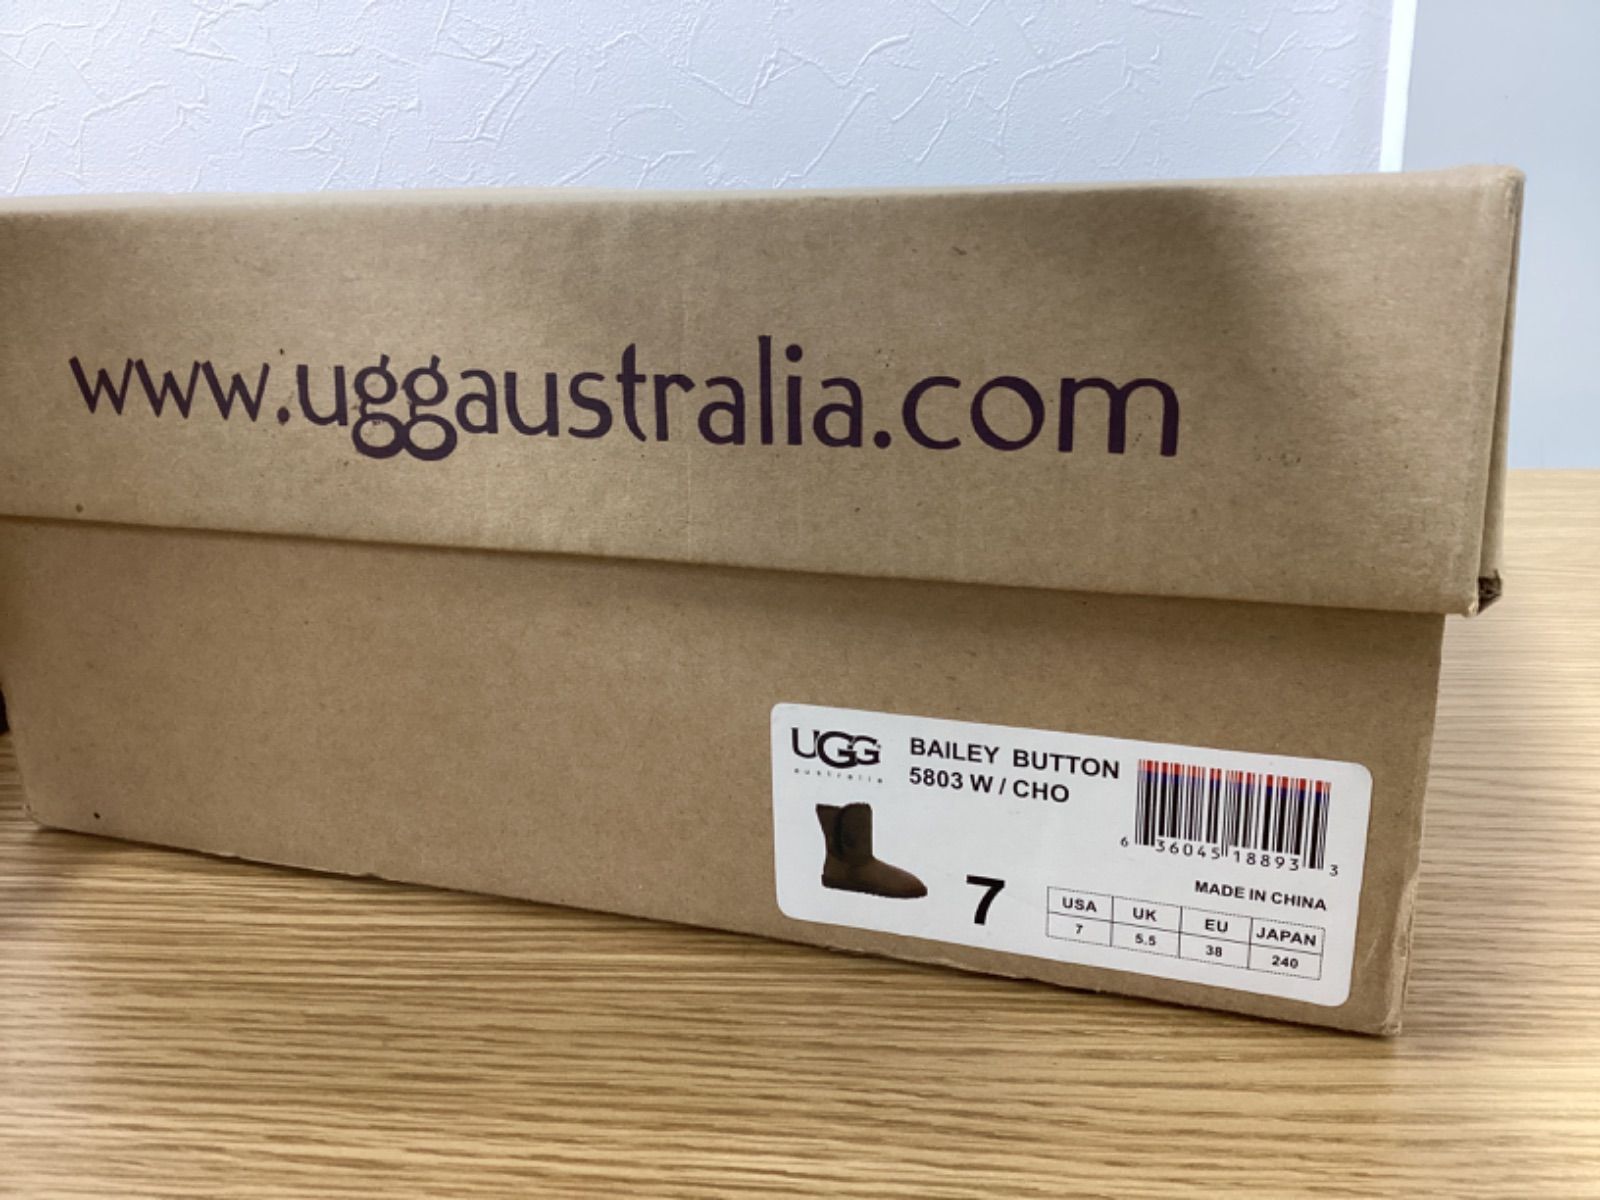 www.uggaustralia.com
UGG
australia
BAILEY BUTTON
5803 W / CHO
6 36045 18893 3
MADE IN CHINA
7
USA UK EU JAPAN
7 5.5 38 240